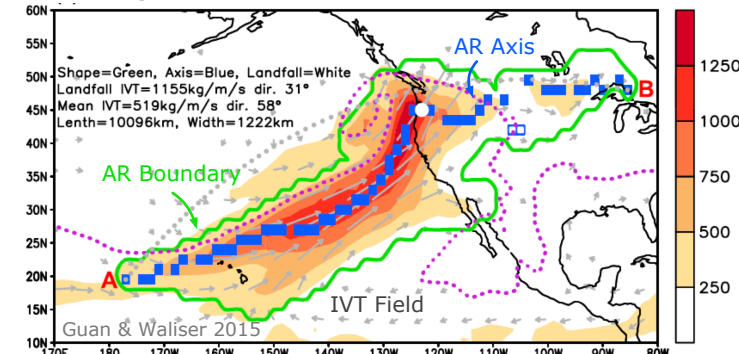 60N
55N
50N
45N
40N
35N
30N
25N
20N
15N
10N
Shape=Green, Axis=Blue, Landfall=White
Landfall IVT=1155kg/m/s dir. 31°
Mean IVT=519kg/m/s dir. 58°
Lenth=10096km, Width=1222km
AR Axis
AR Boundary
A
B
IVT Field
Guan & Waliser 2015
170E 180 170W 160W 150W 140W 130W 120W 110W 100W 90W 80W
1250
1000
750
500
250